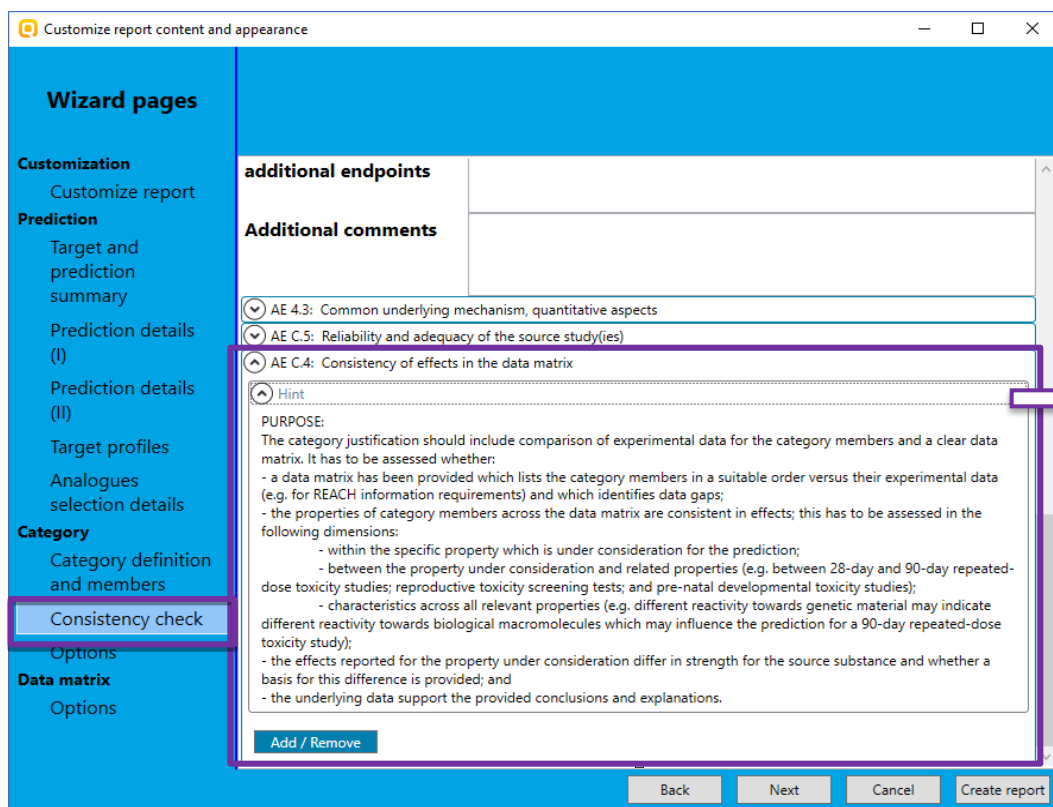 Customize report content and appearance
Wizard pages
Customization
Customize report
Prediction
Target and
prediction
summary
Prediction details
(I)
Prediction details
(II)
Target profiles
Analogues
selection details
Category
Category definition
and members
Consistency check
Options
Data matrix
Options
additional endpoints
Additional comments
AE 4.3: Common underlying mechanism, quantitative aspects
AE C.5: Reliability and adequacy of the source study(ies)
AE C.4: Consistency of effects in the data matrix
Hint
PURPOSE:
The category justification should include comparison of experimental data for the category members and a clear data
matrix. It has to be assessed whether:
- a data matrix has been provided which lists the category members in a suitable order versus their experimental data
(e.g. for REACH information requirements) and which identifies data gaps;
- the properties of category members across the data matrix are consistent in effects; this has to be assessed in the
following dimensions:
- within the specific property which is under consideration for the prediction;
- between the property under consideration and related properties (e.g. between 28-day and 90-day repeated-
dose toxicity studies; reproductive toxicity screening tests; and pre-natal developmental toxicity studies);
- characteristics across all relevant properties (e.g. different reactivity towards genetic material may indicate
different reactivity towards biological macromolecules which may influence the prediction for a 90-day repeated-dose
toxicity study);
- the effects reported for the property under consideration differ in strength for the source substance and whether a
basis for this difference is provided; and
- the underlying data support the provided conclusions and explanations.
Add / Remove
Back
Next
Cancel
Create report